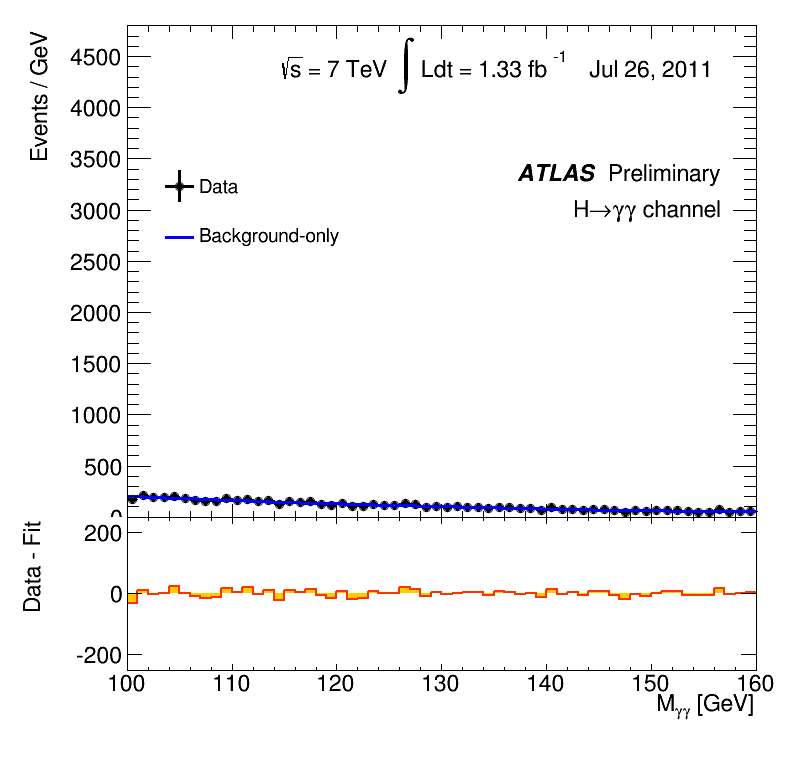 Events / GeV
4500
4000
3500
3000
2500
2000
1500
1000
500
0
√s = 7 TeV ∫ Ldt = 1.33 fb⁻¹ Jul 26, 2011
ATLAS Preliminary
H→γγ channel
Data
Background-only
Data - Fit
200
0
-200
100 110 120 130 140 150 160
Mγγ [GeV]